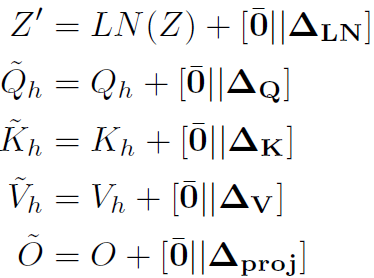 Z′ = LN(Z) + [0̄||Δ_LN]
Q̃_h = Q_h + [0̄||Δ_Q]
K̃_h = K_h + [0̄||Δ_K]
Ṽ_h = V_h + [0̄||Δ_V]
Õ = O + [0̄||Δ_proj]